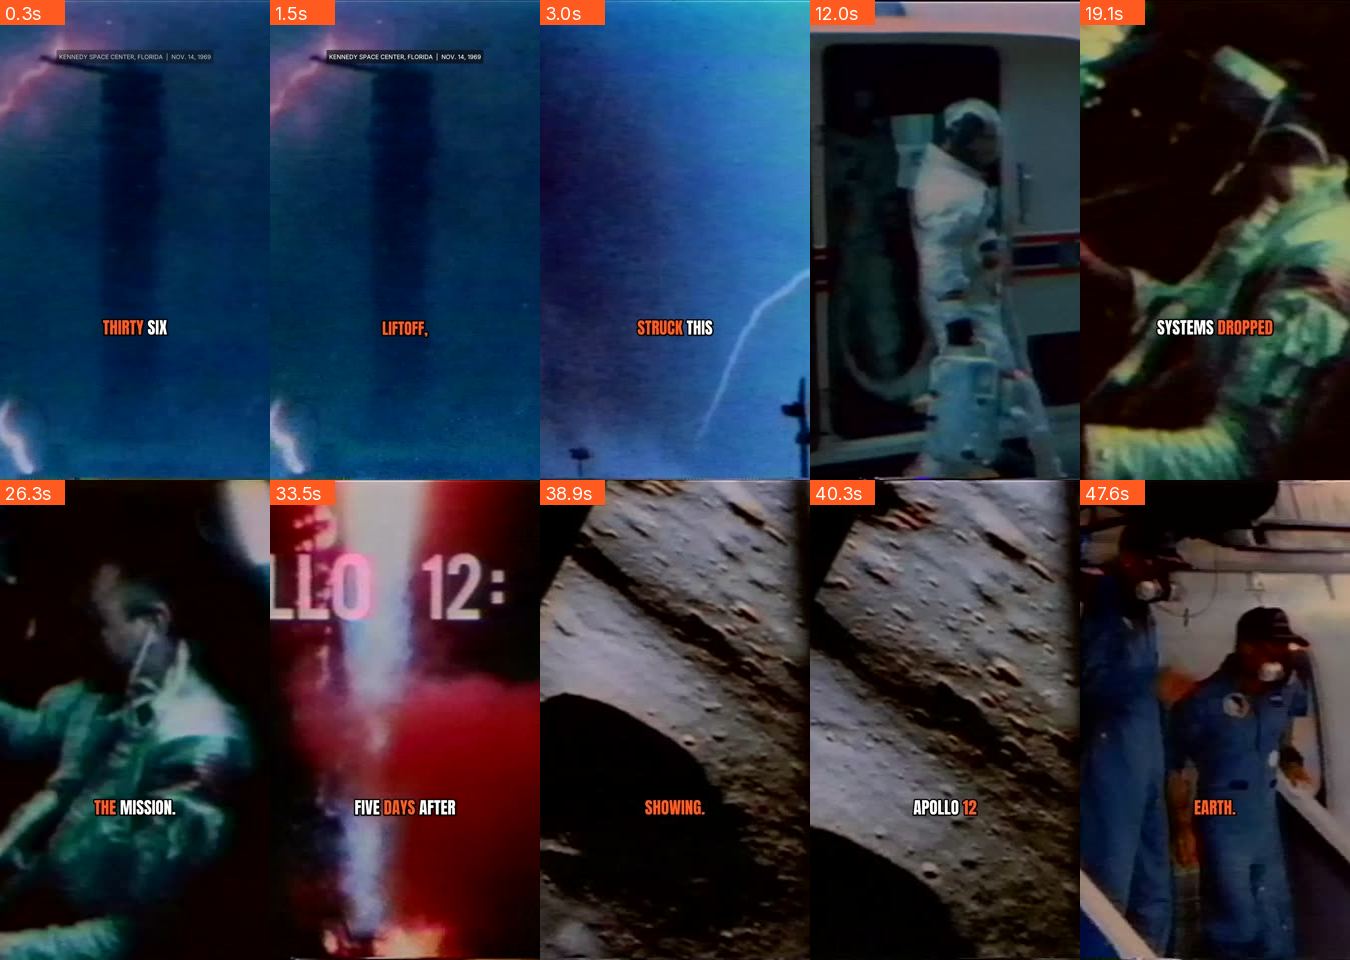 0.3s
KENNEDY SPACE CENTER, FLORIDA | NOV. 14, 1969
THIRTY SIX
1.5s
KENNEDY SPACE CENTER, FLORIDA | NOV. 14, 1969
LIFTOFF,
3.0s
STRUCK THIS
12.0s
19.1s
SYSTEMS DROPPED
26.3s
THE MISSION.
33.5s
LLO 12:
FIVE DAYS AFTER
38.9s
SHOWING.
40.3s
APOLLO 12
47.6s
EARTH.